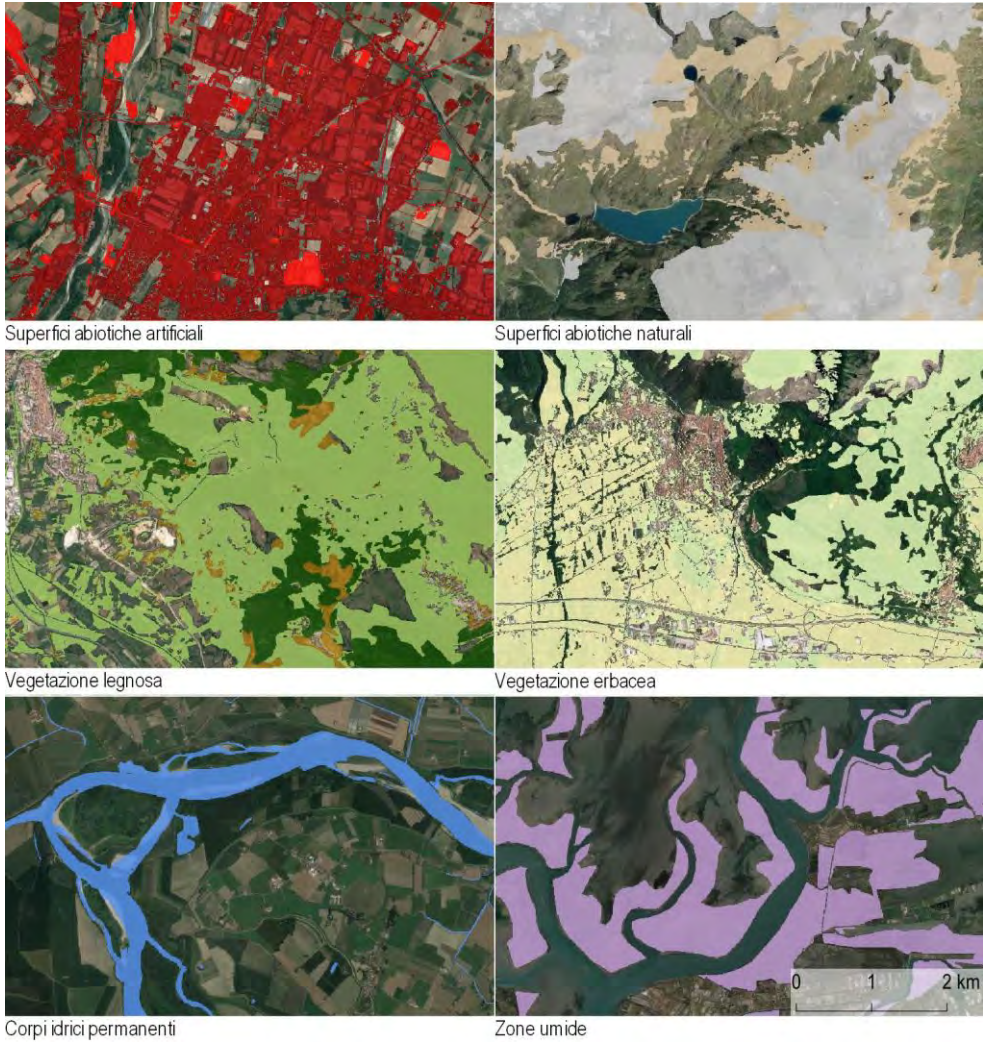 Superfici abiotiche artificiali
Superfici abiotiche naturali
Vegetazione legnosa
Vegetazione erbacea
0 1 2 km
Corpi idrici permanenti
Zone umide